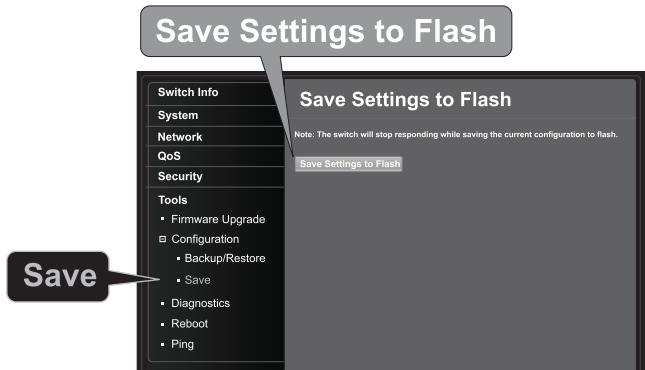 Save Settings to Flash
Switch Info
System
Network
QoS
Security
Tools
Firmware Upgrade
Configuration
Backup/Restore
Save
Diagnostics
Reboot
Ping
Save
Save Settings to Flash
Note: The switch will stop responding while saving the current configuration to flash.
Save Settings to Flash